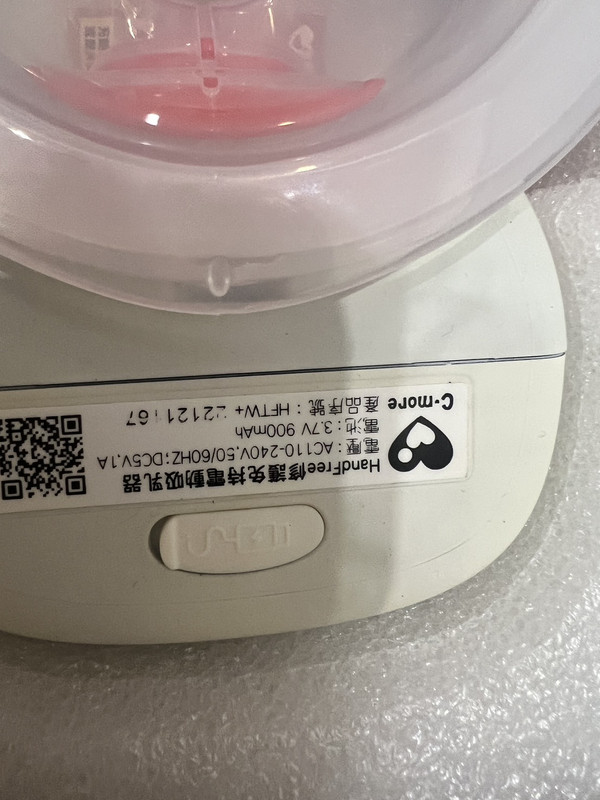 C·more
HandFree修護免持電動吸乳器
電壓：AC110-240V.50/60HZ:DC5V.1A
電池：3.7V 900mAh
產品序號：HFTW+